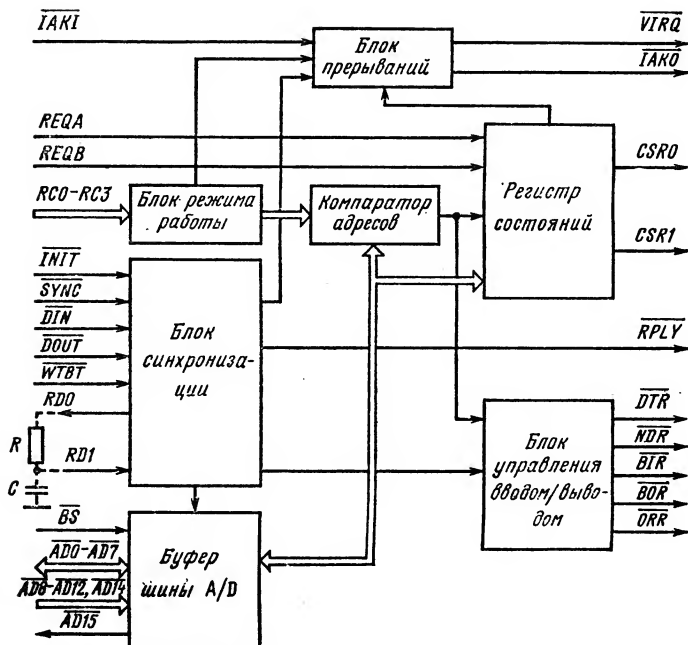 IAKI
Блок
прерываний
VIRQ
IAKO
REQA
REQB
RC0-RC3
Блок режима
работы
Компаратор
адресов
Регистр
состояний
CSR0
CSR1
INIT
SYNC
DIN
DOUT
WTBT
RD0
R
RD1
C
Блок
синхрониза-
ции
RPLY
Блок
управления
вводом/выво-
дом
DTR
NDR
BIR
BOR
ORR
BS
AD0-AD7
AD8-AD12, AD14
AD15
Буфер
шины A/D